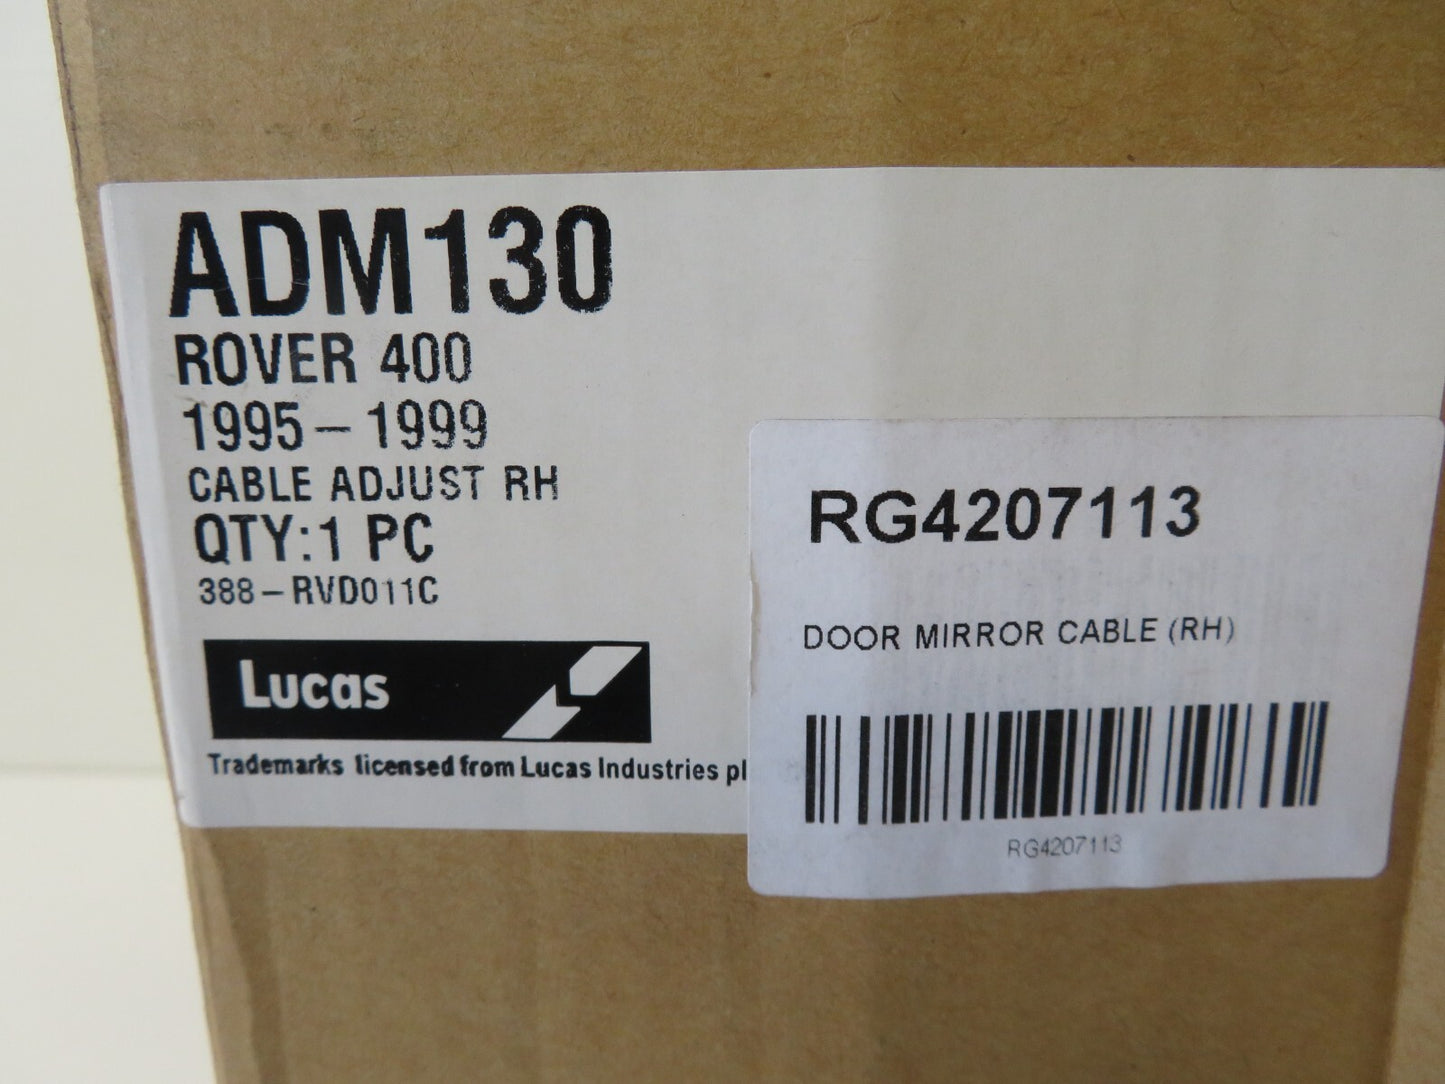 ADM130
ROVER 400
1995-1999
CABLE ADJUST RH
QTY:1 PC
388-RVD011C
Lucas
Trademarks licensed from Lucas Industries pl
RG4207113
DOOR MIRROR CABLE (RH)
RG4207113